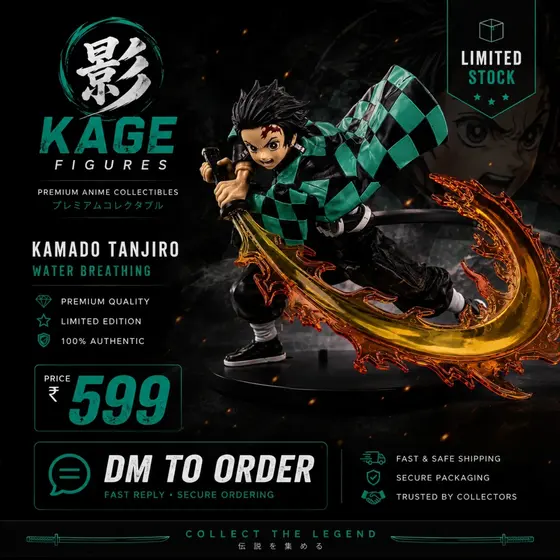 影
KAGE
FIGURES
PREMIUM ANIME COLLECTIBLES
プレミアムコレクタブル
LIMITED
STOCK
KAMADO TANJIRO
WATER BREATHING
PREMIUM QUALITY
LIMITED EDITION
100% AUTHENTIC
PRICE
₹ 599
DM TO ORDER
FAST REPLY • SECURE ORDERING
FAST & SAFE SHIPPING
SECURE PACKAGING
TRUSTED BY COLLECTORS
COLLECT THE LEGEND
伝説を集める